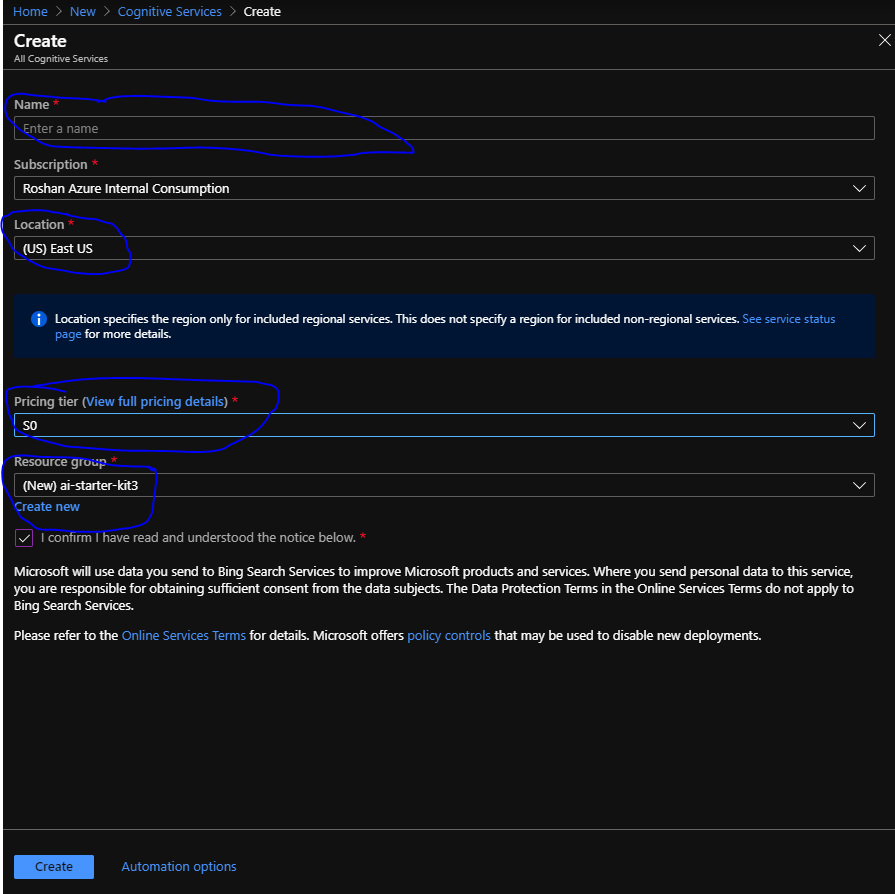 Home > New > Cognitive Services > Create
Create
All Cognitive Services
Name *
Enter a name
Subscription *
Roshan Azure Internal Consumption
Location *
(US) East US
Location specifies the region only for included regional services. This does not specify a region for included non-regional services. See service status
page for more details.
Pricing tier (View full pricing details) *
S0
Resource group *
(New) ai-starter-kit3
Create new
I confirm I have read and understood the notice below. *
Microsoft will use data you send to Bing Search Services to improve Microsoft products and services. Where you send personal data to this service,
you are responsible for obtaining sufficient consent from the data subjects. The Data Protection Terms in the Online Services Terms do not apply to
Bing Search Services.
Please refer to the Online Services Terms for details. Microsoft offers policy controls that may be used to disable new deployments.
Create
Automation options